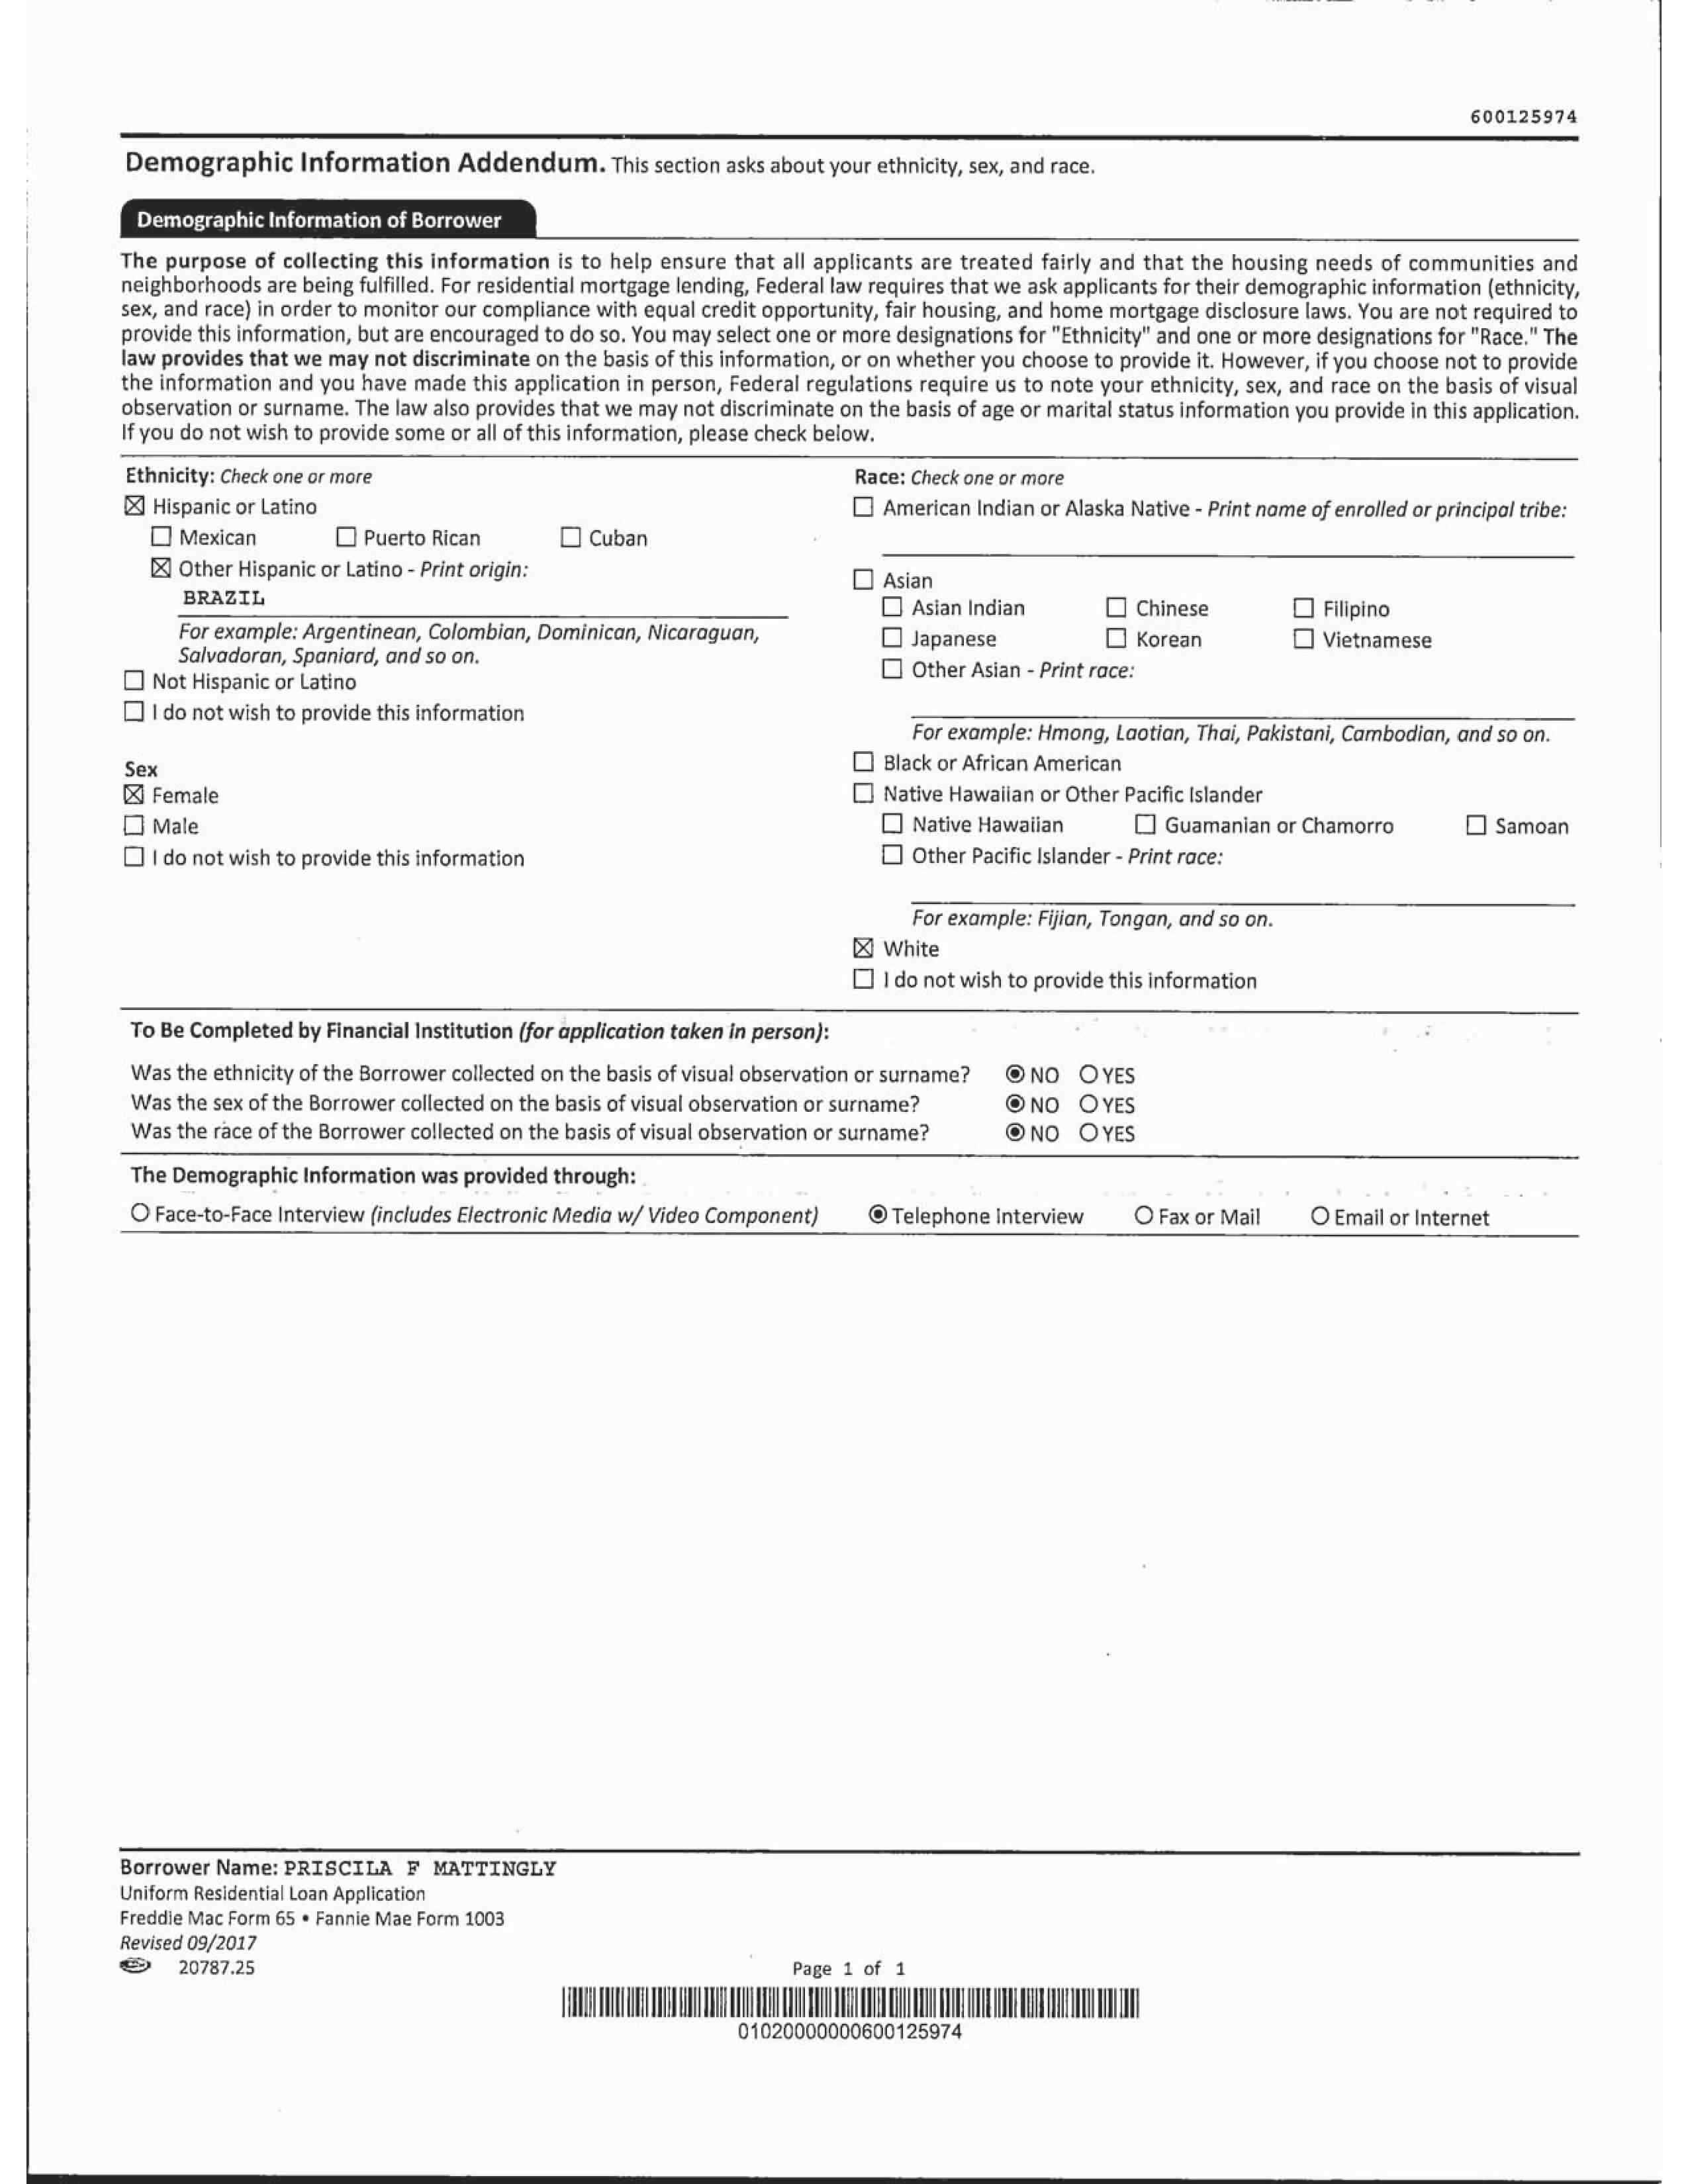 600125974
Demographic Information Addendum. This section asks about your ethnicity, sex, and race.
Demographic Information of Borrower
The purpose of collecting this information is to help ensure that all applicants are treated fairly and that the housing needs of communities and
neighborhoods are being fulfilled. For residential mortgage lending, Federal law requires that we ask applicants for their demographic information (ethnicity,
sex, and race) in order to monitor our compliance with equal credit opportunity, fair housing, and home mortgage disclosure laws. You are not required to
provide this information, but are encouraged to do so. You may select one or more designations for "Ethnicity" and one or more designations for "Race." The
law provides that we may not discriminate on the basis of this information, or on whether you choose to provide it. However, if you choose not to provide
the information and you have made this application in person, Federal regulations require us to note your ethnicity, sex, and race on the basis of visual
observation or surname. The law also provides that we may not discriminate on the basis of age or marital status information you provide in this application.
If you do not wish to provide some or all of this information, please check below.
Ethnicity: Check one or more
☒ Hispanic or Latino
☐ Mexican ☐ Puerto Rican ☐ Cuban
☒ Other Hispanic or Latino - Print origin:
BRAZIL
For example: Argentinean, Colombian, Dominican, Nicaraguan,
Salvadoran, Spaniard, and so on.
☐ Not Hispanic or Latino
☐ I do not wish to provide this information
Sex
☒ Female
☐ Male
☐ I do not wish to provide this information
Race: Check one or more
☐ American Indian or Alaska Native - Print name of enrolled or principal tribe:
☐ Asian
☐ Asian Indian ☐ Chinese ☐ Filipino
☐ Japanese ☐ Korean ☐ Vietnamese
☐ Other Asian - Print race:
For example: Hmong, Laotian, Thai, Pakistani, Cambodian, and so on.
☐ Black or African American
☐ Native Hawaiian or Other Pacific Islander
☐ Native Hawaiian ☐ Guamanian or Chamorro ☐ Samoan
☐ Other Pacific Islander - Print race:
For example: Fijian, Tongan, and so on.
☒ White
☐ I do not wish to provide this information
To Be Completed by Financial Institution (for application taken in person):
Was the ethnicity of the Borrower collected on the basis of visual observation or surname? ◉ NO ○ YES
Was the sex of the Borrower collected on the basis of visual observation or surname? ◉ NO ○ YES
Was the race of the Borrower collected on the basis of visual observation or surname? ◉ NO ○ YES
The Demographic Information was provided through:
○ Face-to-Face Interview (includes Electronic Media w/ Video Component) ◉ Telephone Interview ○ Fax or Mail ○ Email or Internet
Borrower Name: PRISCILA F MATTINGLY
Uniform Residential Loan Application
Freddie Mac Form 65 • Fannie Mae Form 1003
Revised 09/2017
20787.25
Page 1 of 1
01020000000600125974